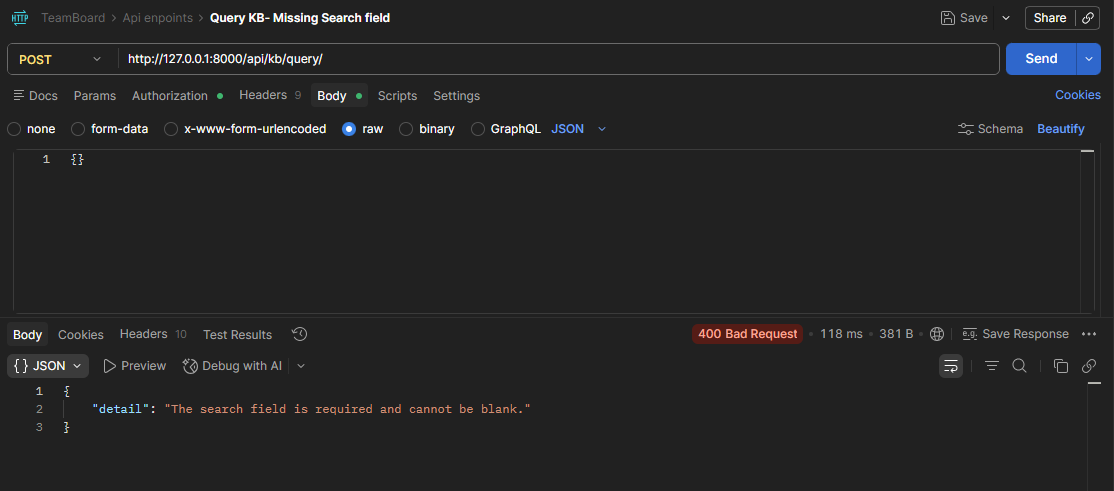 HTTP TeamBoard > Api enpoints > Query KB- Missing Search field Save Share
POST http://127.0.0.1:8000/api/kb/query/ Send
Docs Params Authorization Headers 9 Body Scripts Settings Cookies
none form-data x-www-form-urlencoded raw binary GraphQL JSON Schema Beautify
1 {}
Body Cookies Headers 10 Test Results 400 Bad Request • 118 ms • 381 B e.g. Save Response
{} JSON Preview Debug with AI
1 {
2 "detail": "The search field is required and cannot be blank."
3 }